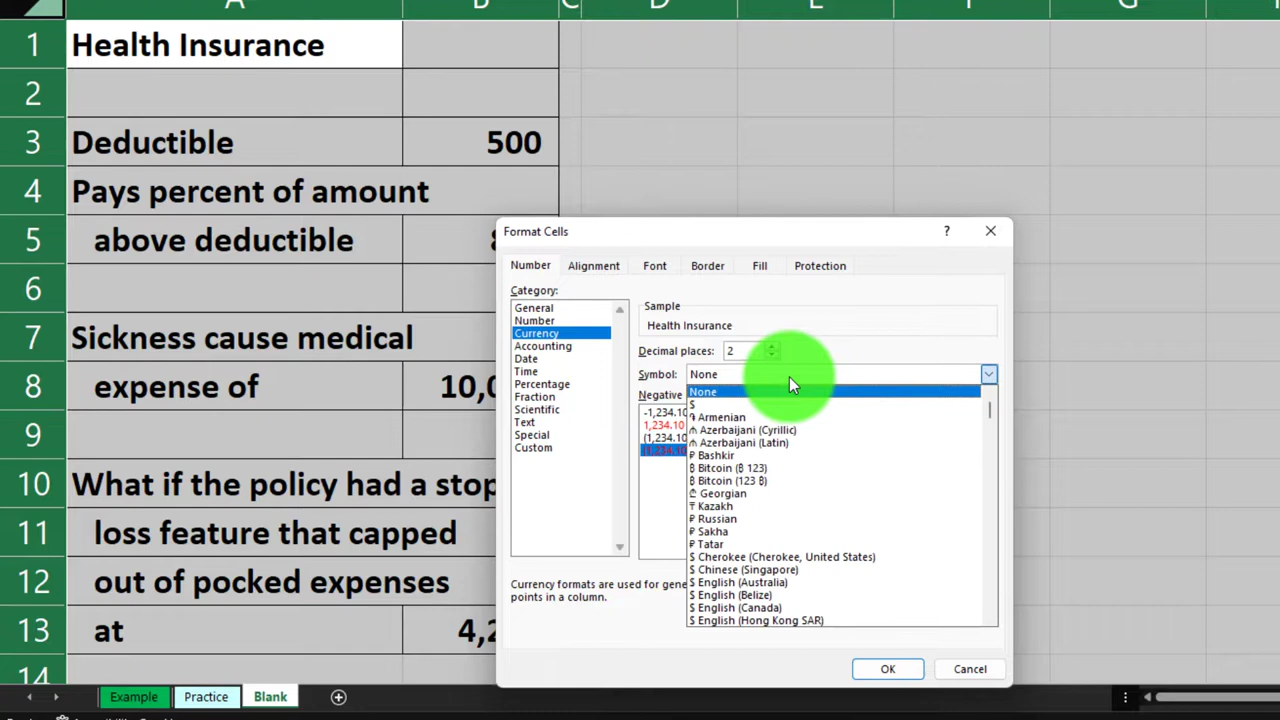 A B C D E F G
1 Health Insurance
2
3 Deductible 500
4 Pays percent of amount
5 above deductible
6
7 Sickness cause medical
8 expense of 10,0
9
10 What if the policy had a stop
11 loss feature that capped
12 out of pocked expenses
13 at 4,2
14
Format Cells ?
Number Alignment Font Border Fill Protection
Category:
General
Number
Currency
Accounting
Date
Time
Percentage
Fraction
Scientific
Text
Special
Custom
Sample
Health Insurance
Decimal places: 2
Symbol: None
Negative
-1,234.10
1,234.10
(1,234.10
(1,234.10
None
$
֏ Armenian
₼ Azerbaijani (Cyrillic)
₼ Azerbaijani (Latin)
₽ Bashkir
₿ Bitcoin (₿ 123)
₿ Bitcoin (123 ₿)
₾ Georgian
₸ Kazakh
₽ Russian
₽ Sakha
₽ Tatar
$ Cherokee (Cherokee, United States)
$ Chinese (Singapore)
$ English (Australia)
$ English (Belize)
$ English (Canada)
$ English (Hong Kong SAR)
Currency formats are used for gene
points in a column.
OK Cancel
Example Practice Blank